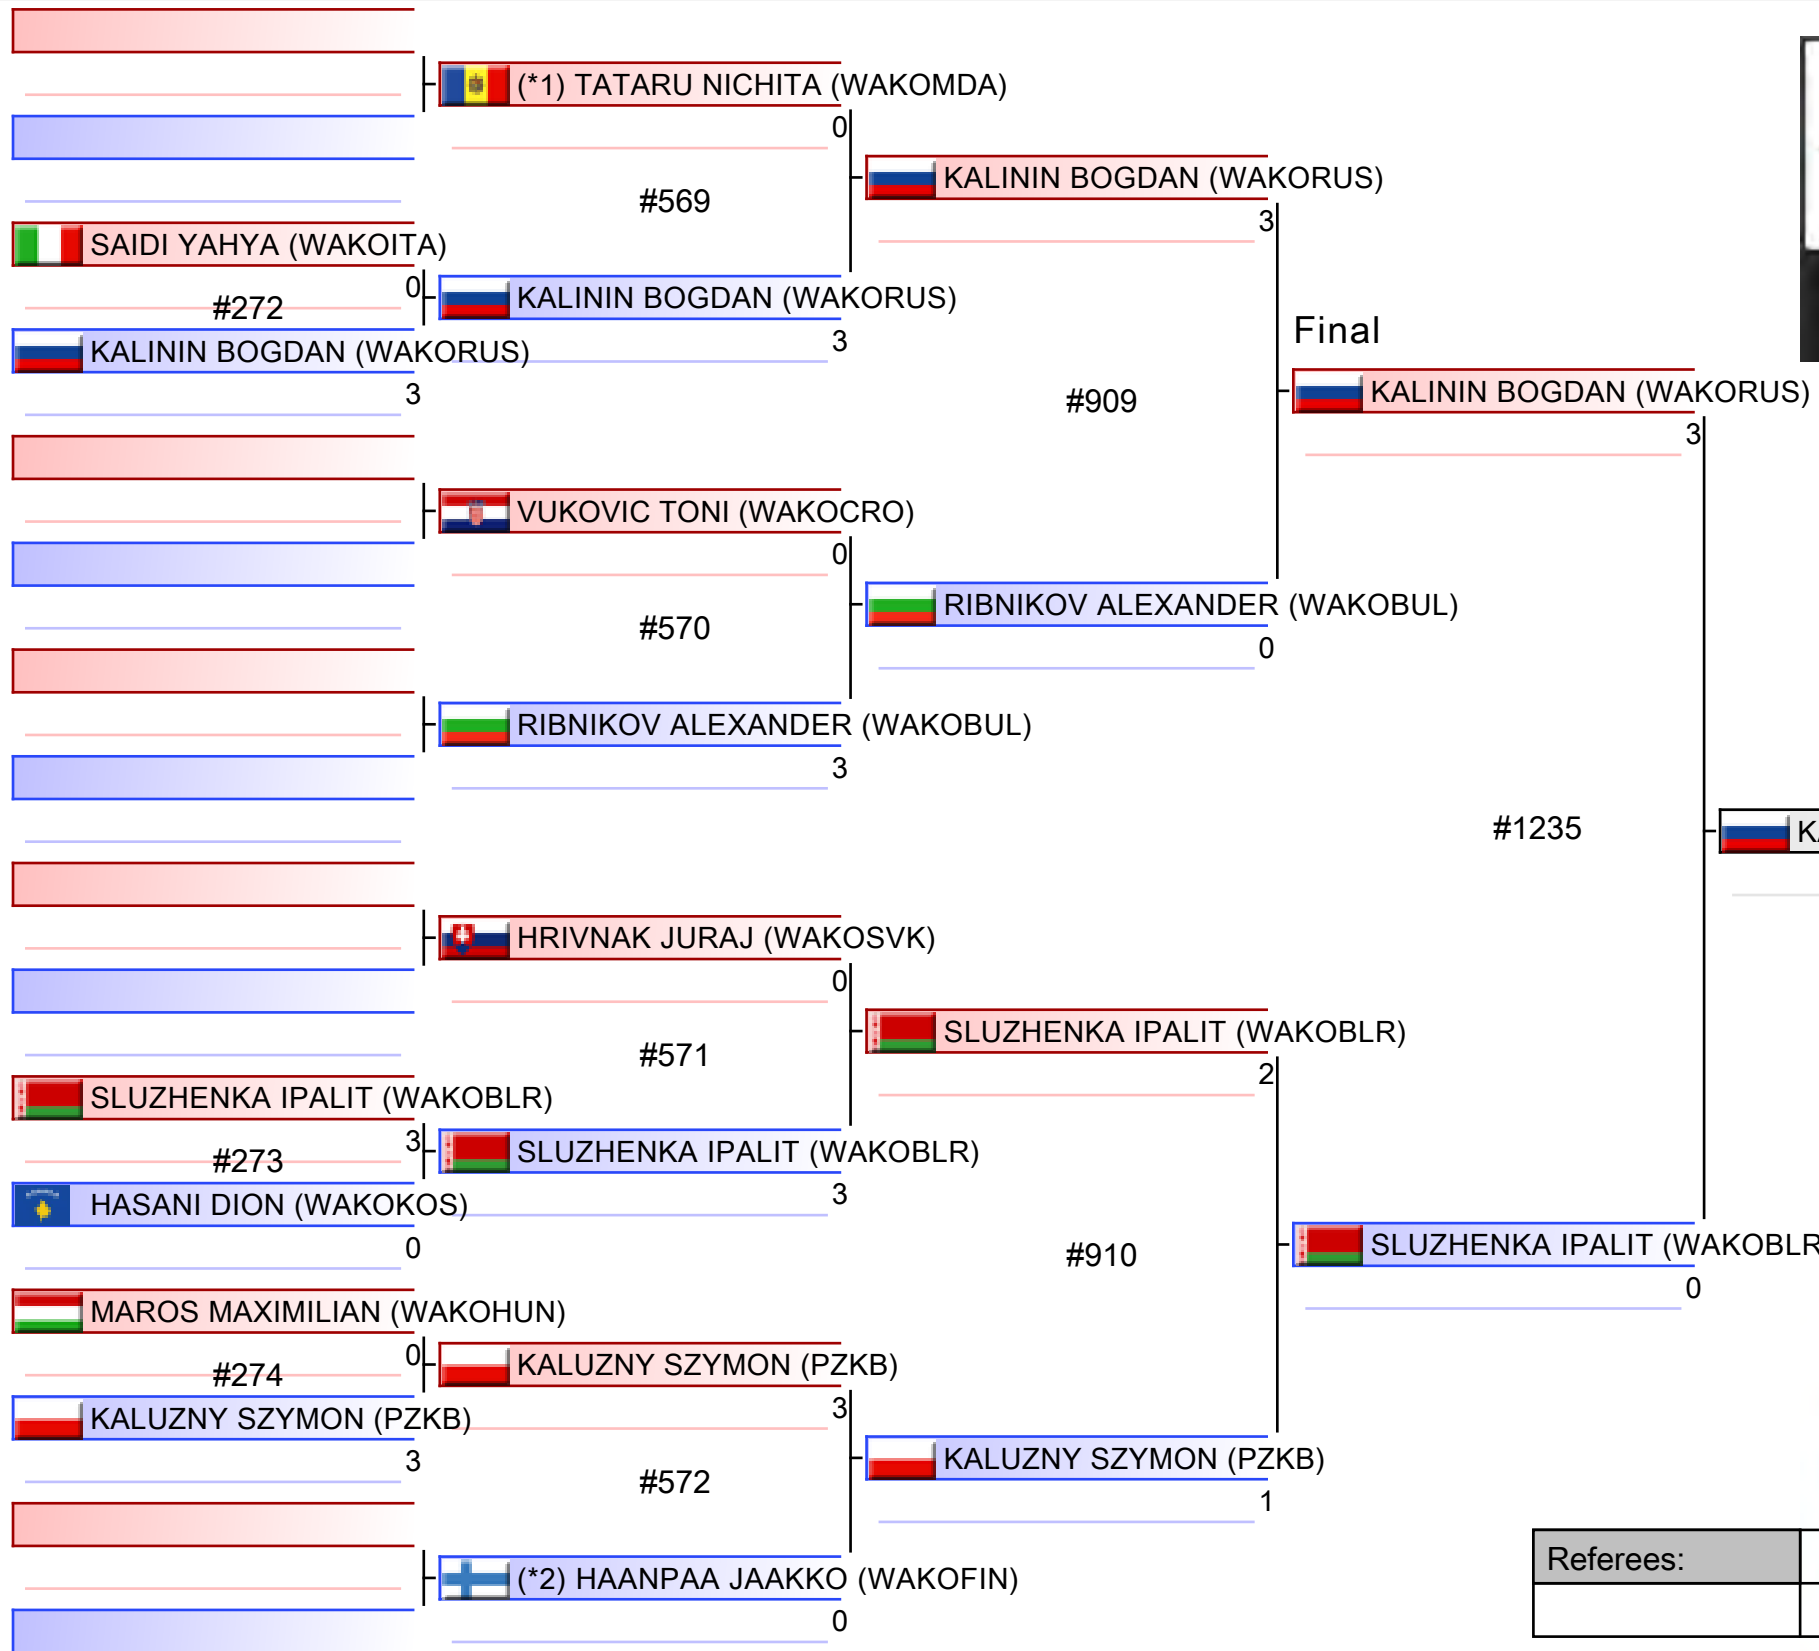 (*1) TATARU NICHITA (WAKOMDA)
0
#569
KALININ BOGDAN (WAKORUS)
3
SAIDI YAHYA (WAKOITA)
0
#272
KALININ BOGDAN (WAKORUS)
3
KALININ BOGDAN (WAKORUS)
3
#909
Final
KALININ BOGDAN (WAKORUS)
3
VUKOVIC TONI (WAKOCRO)
0
#570
RIBNIKOV ALEXANDER (WAKOBUL)
0
RIBNIKOV ALEXANDER (WAKOBUL)
3
#1235
KA
HRIVNAK JURAJ (WAKOSVK)
0
#571
SLUZHENKA IPALIT (WAKOBLR)
2
SLUZHENKA IPALIT (WAKOBLR)
3
#273
SLUZHENKA IPALIT (WAKOBLR)
3
HASANI DION (WAKOKOS)
0
#910
SLUZHENKA IPALIT (WAKOBLR
0
MAROS MAXIMILIAN (WAKOHUN)
0
#274
KALUZNY SZYMON (PZKB)
3
KALUZNY SZYMON (PZKB)
3
#572
KALUZNY SZYMON (PZKB)
1
(*2) HAANPAA JAAKKO (WAKOFIN)
0
Referees: